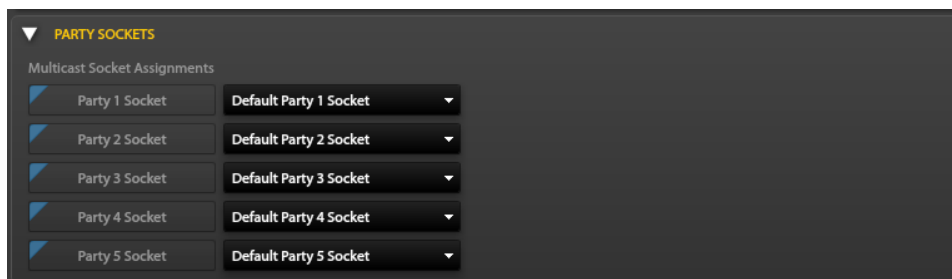 PARTY SOCKETS
Multicast Socket Assignments
Party 1 Socket Default Party 1 Socket
Party 2 Socket Default Party 2 Socket
Party 3 Socket Default Party 3 Socket
Party 4 Socket Default Party 4 Socket
Party 5 Socket Default Party 5 Socket